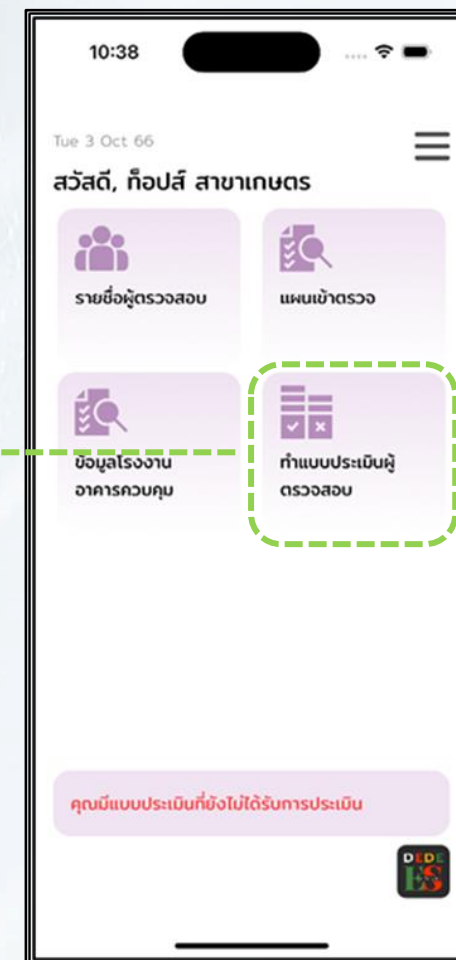 10:38
Tue 3 Oct 66
สวัสดี, ท็อปส์ สาขาเกษตร
รายชื่อผู้ตรวจสอบ
แผนเข้าตรวจ
ข้อมูลโรงงาน
อาคารควบคุม
ทำแบบประเมินผู้
ตรวจสอบ
คุณมีแบบประเมินที่ยังไม่ได้รับการประเมิน
DEDE
ES